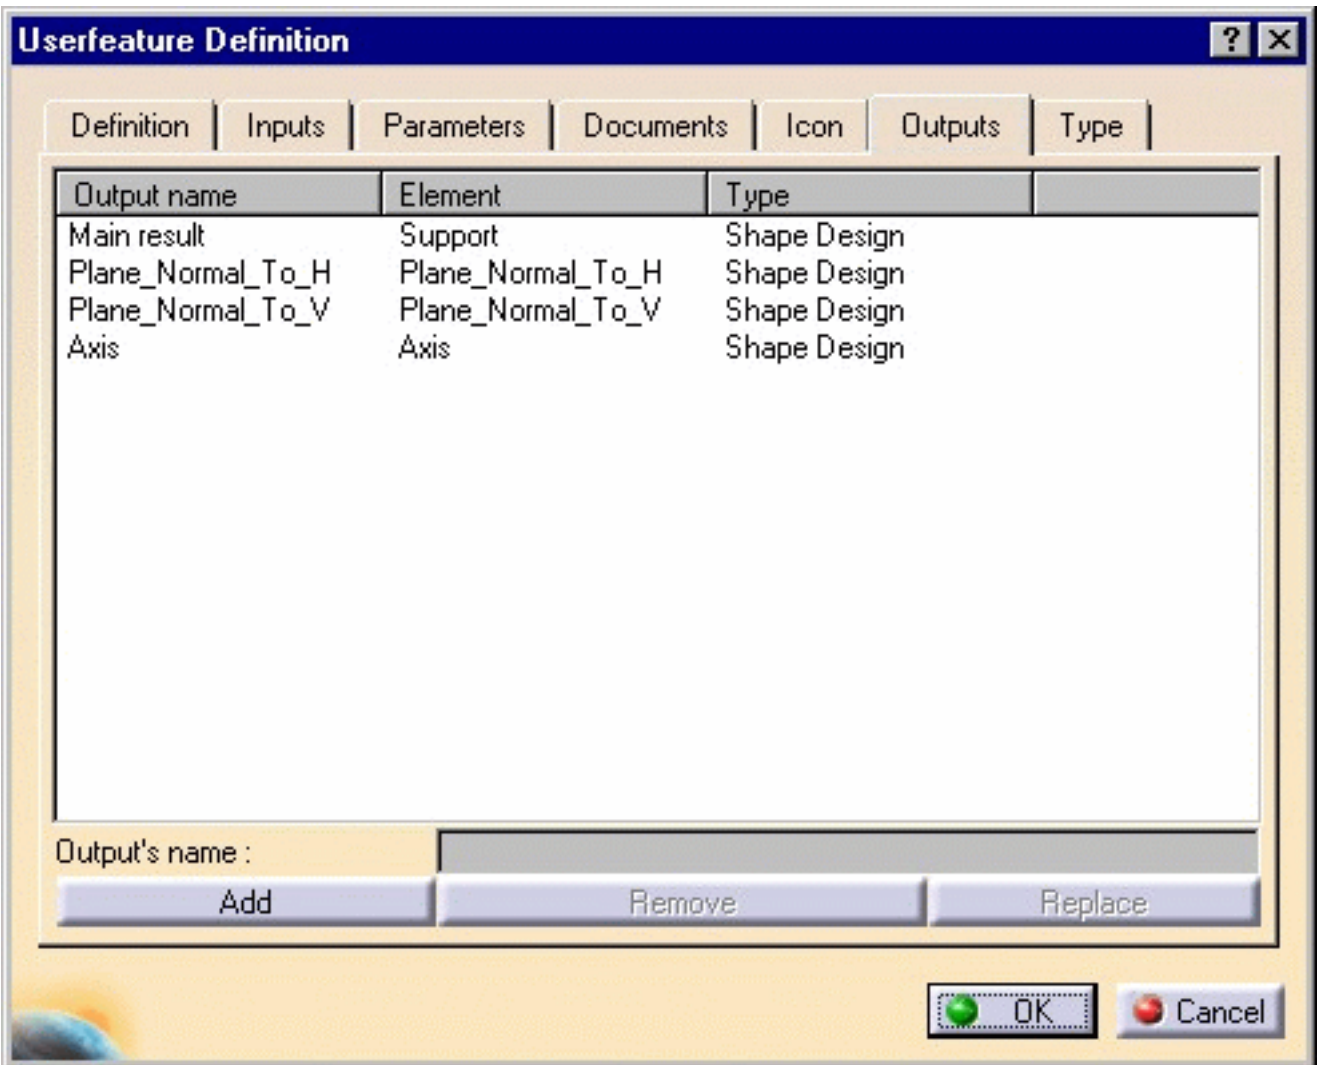 Userfeature Definition
Definition Inputs Parameters Documents Icon Outputs Type
Output name Element Type
Main result Support Shape Design
Plane_Normal_To_H Plane_Normal_To_H Shape Design
Plane_Normal_To_V Plane_Normal_To_V Shape Design
Axis Axis Shape Design
Output's name :
Add Remove Replace
OK Cancel